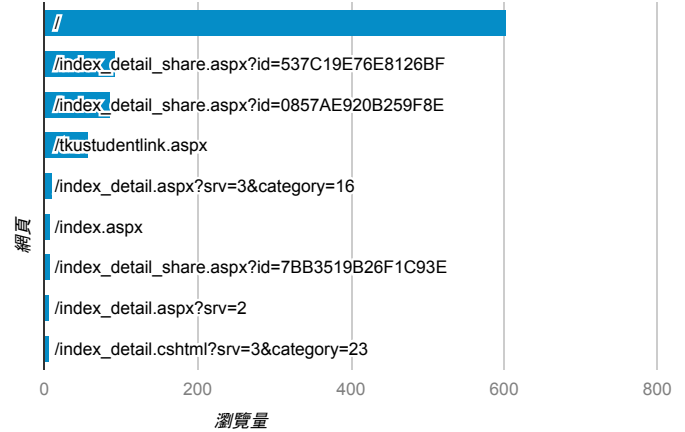 /
/index_detail_share.aspx?id=537C19E76E8126BF
/index_detail_share.aspx?id=0857AE920B259F8E
/tkustudentlink.aspx
/index_detail.aspx?srv=3&category=16
/index.aspx
/index_detail_share.aspx?id=7BB3519B26F1C93E
/index_detail.aspx?srv=2
/index_detail.cshtml?srv=3&category=23
網頁
0 200 400 600 800
瀏覽量